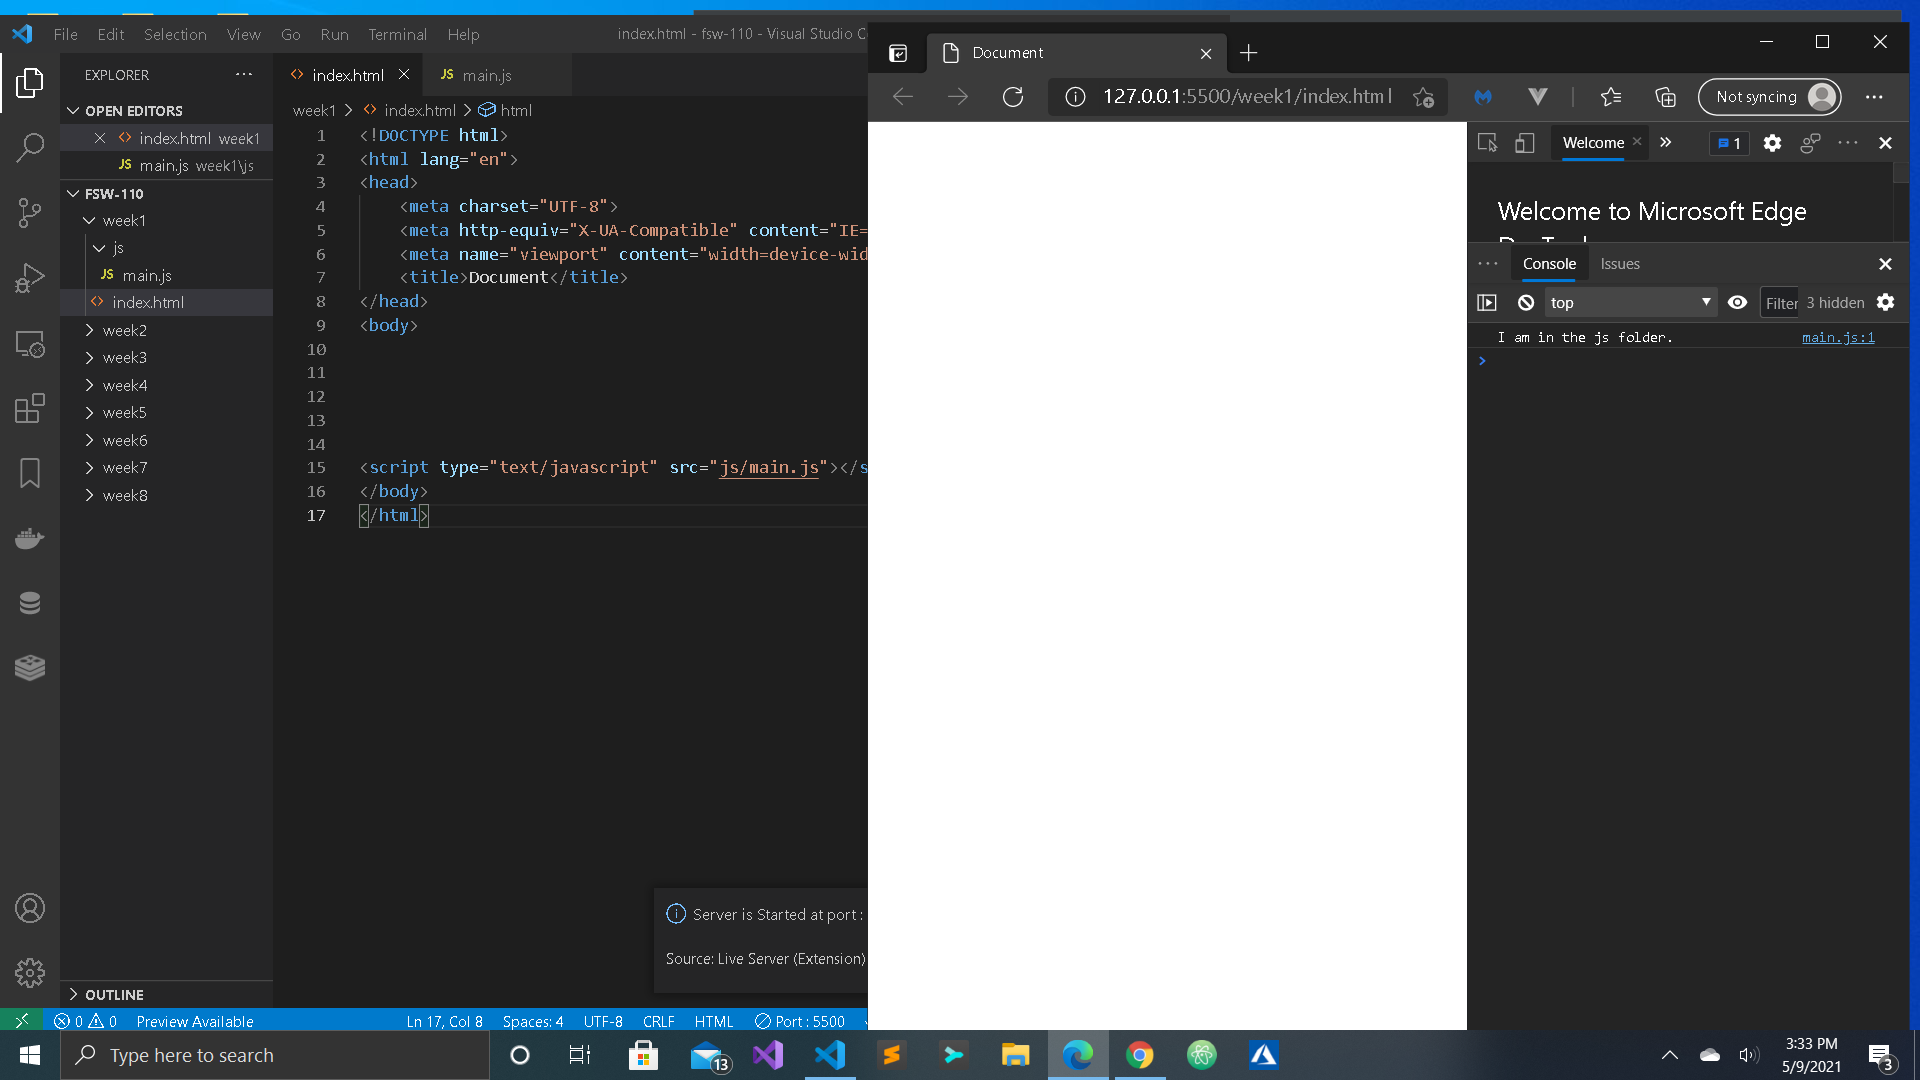 File Edit Selection View Go Run Terminal Help
index.html - fsw-110 - Visual Studio Co
EXPLORER
OPEN EDITORS
index.html week1
main.js week1\js
FSW-110
week1
js
main.js
index.html
week2
week3
week4
week5
week6
week7
week8
OUTLINE
index.html
JS main.js
week1 > index.html > html
1 <!DOCTYPE html>
2 <html lang="en">
3 <head>
4 <meta charset="UTF-8">
5 <meta http-equiv="X-UA-Compatible" content="IE=
6 <meta name="viewport" content="width=device-wid
7 <title>Document</title>
8 </head>
9 <body>
10
11
12
13
14
15 <script type="text/javascript" src="js/main.js"></s
16 </body>
17 </html>
Server is Started at port :
Source: Live Server (Extension)
0 0 Preview Available Ln 17, Col 8 Spaces: 4 UTF-8 CRLF HTML Port : 5500
Document
127.0.0.1:5500/week1/index.html
Not syncing
Welcome
1
Welcome to Microsoft Edge
Console Issues
top
Filter
3 hidden
I am in the js folder. main.js:1
Type here to search
13
3:33 PM
5/9/2021
3